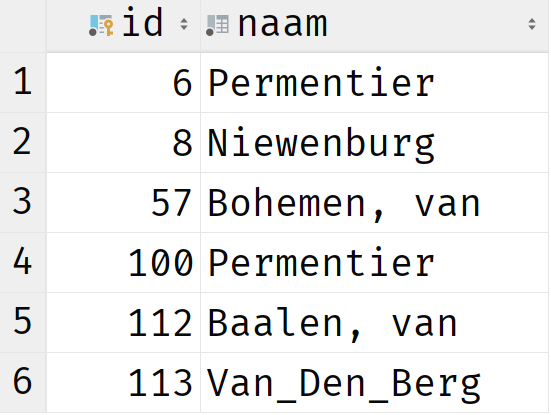 id naam
1 6 Permentier
2 8 Niewenburg
3 57 Bohemen, van
4 100 Permentier
5 112 Baalen, van
6 113 Van_Den_Berg